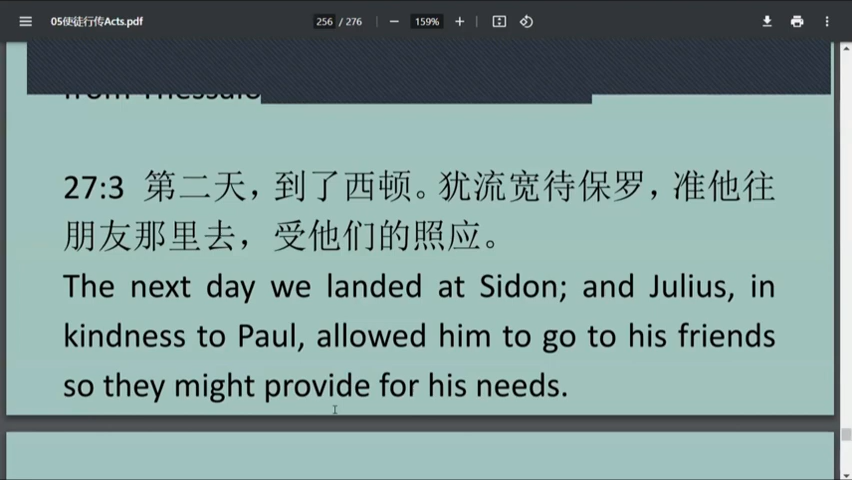 05使徒行传Acts.pdf
256 / 276
159%
from Thessalo
27:3 第二天，到了西顿。犹流宽待保罗，准他往
朋友那里去，受他们的照应。
The next day we landed at Sidon; and Julius, in
kindness to Paul, allowed him to go to his friends
so they might provide for his needs.